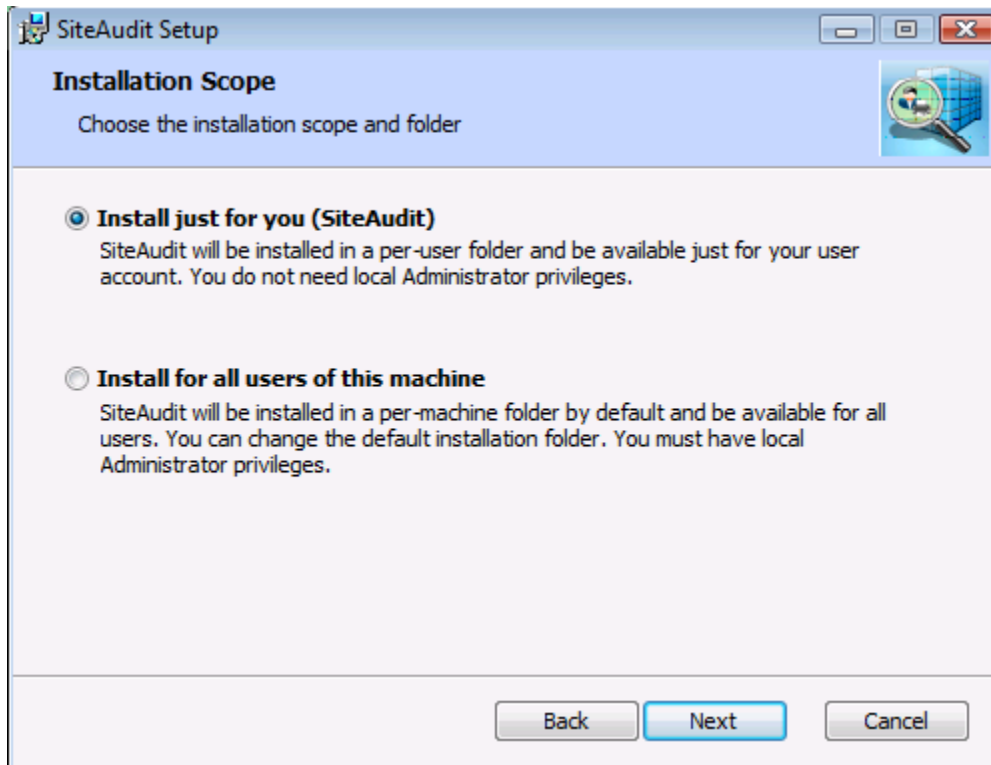 SiteAudit Setup
Installation Scope
Choose the installation scope and folder
Install just for you (SiteAudit)
SiteAudit will be installed in a per-user folder and be available just for your user
account. You do not need local Administrator privileges.
Install for all users of this machine
SiteAudit will be installed in a per-machine folder by default and be available for all
users. You can change the default installation folder. You must have local
Administrator privileges.
Back Next Cancel